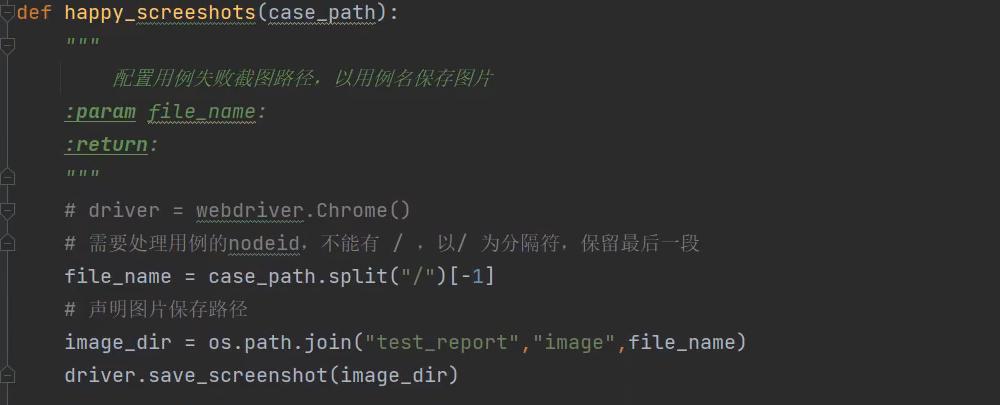 def happy_screeshots(case_path):
    """
        配置用例失败截图路径，以用例名保存图片
    :param file_name:
    :return:
    """
    # driver = webdriver.Chrome()
    # 需要处理用例的nodeid，不能有 / ，以/ 为分隔符，保留最后一段
    file_name = case_path.split("/")[-1]
    # 声明图片保存路径
    image_dir = os.path.join("test_report","image",file_name)
    driver.save_screenshot(image_dir)